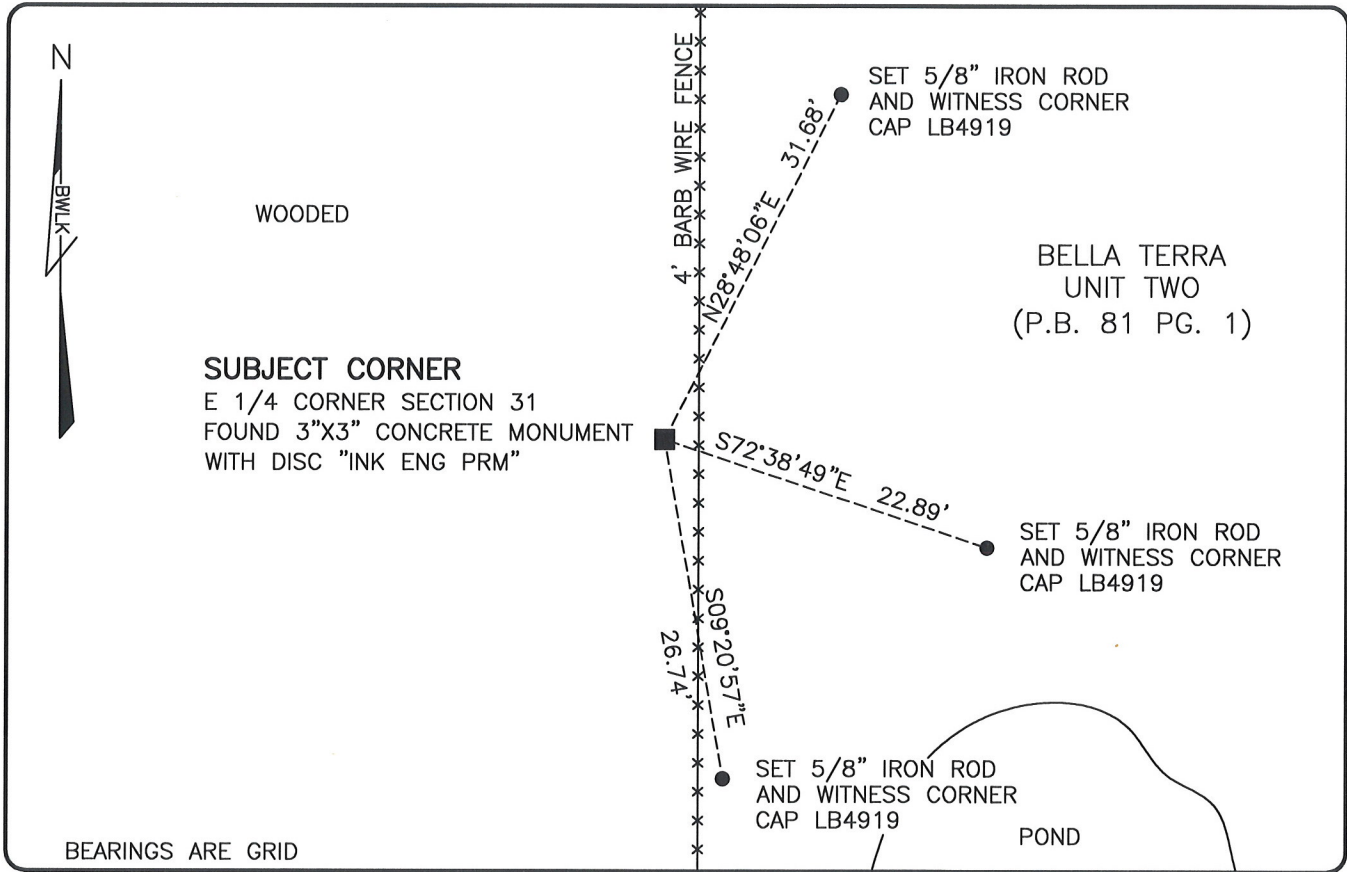 N
BWLK
WOODED
4' BARB WIRE FENCE
SET 5/8" IRON ROD
AND WITNESS CORNER
CAP LB4919
N28°48'06"E 31.68'
BELLA TERRA
UNIT TWO
(P.B. 81 PG. 1)
SUBJECT CORNER
E 1/4 CORNER SECTION 31
FOUND 3"X3" CONCRETE MONUMENT
WITH DISC "INK ENG PRM"
S72°38'49"E 22.89'
SET 5/8" IRON ROD
AND WITNESS CORNER
CAP LB4919
S09°20'57"E
26.74'
SET 5/8" IRON ROD
AND WITNESS CORNER
CAP LB4919
POND
BEARINGS ARE GRID